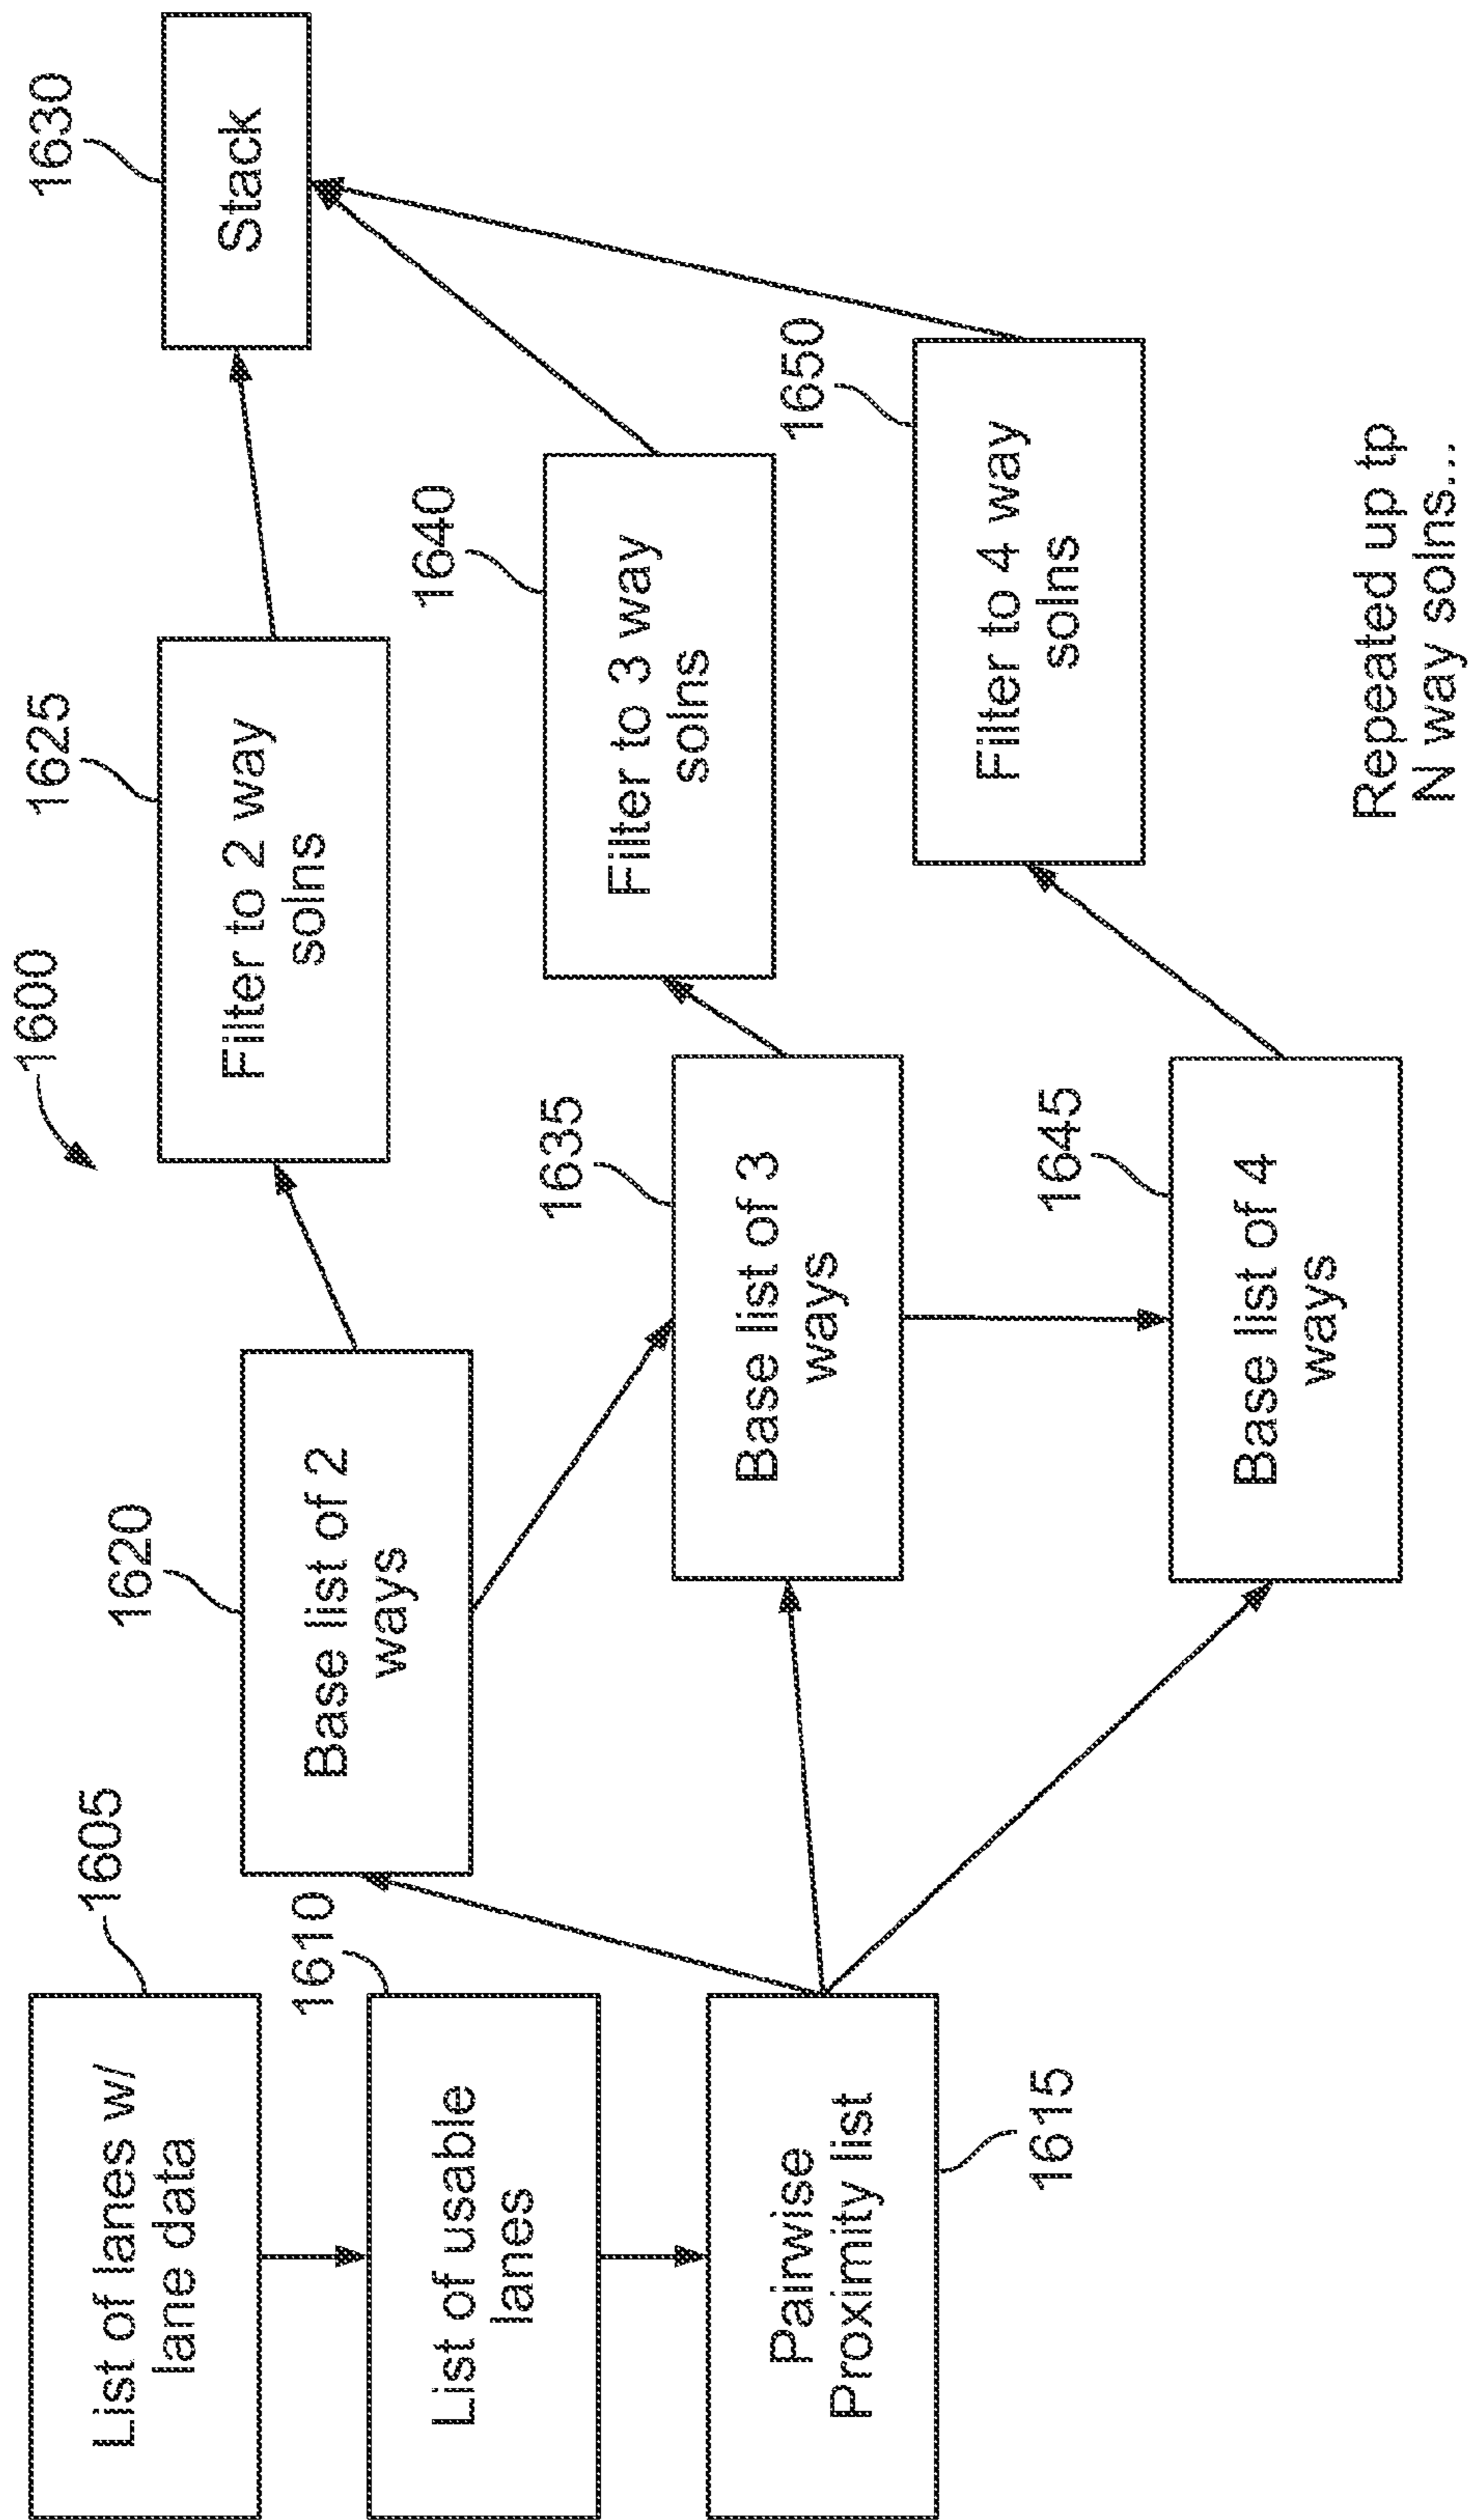 1600
1605
List of lanes w/
lane data
1610
List of usable
lanes
Pairwise
Proximity list
1615
1620
Base list of 2
ways
1635
Base list of 3
ways
1645
Base list of 4
ways
1625
Filter to 2 way
solns
1640
Filter to 3 way
solns
1650
Filter to 4 way
solns
1630
Stack
Repeated up tp
N way solns...